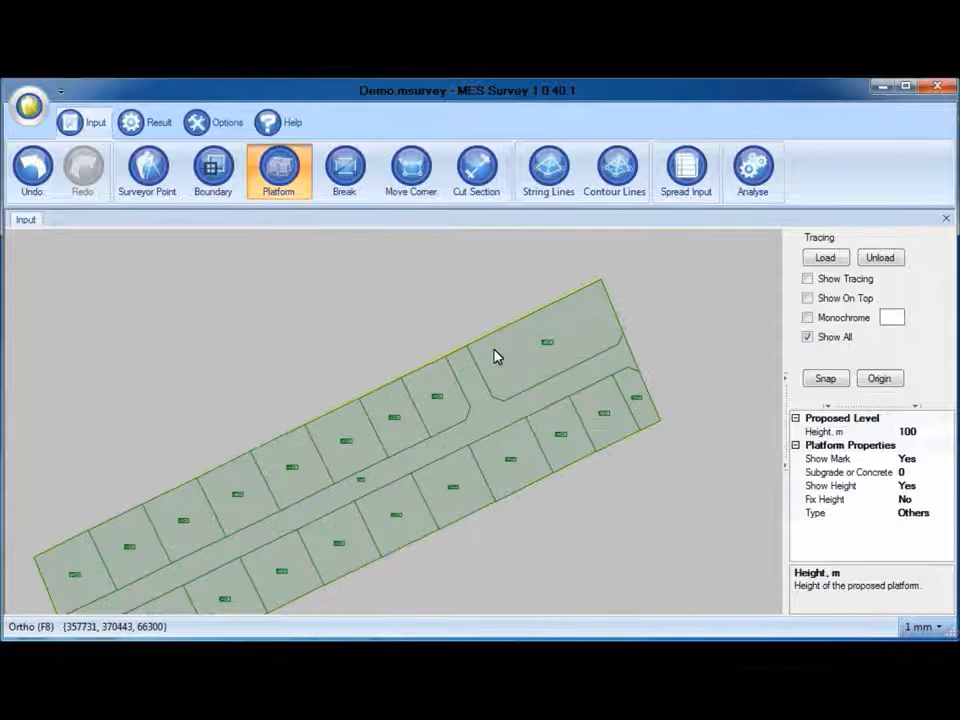 Demo.msurvey - MES Survey 1.0.40.1
Input
Result
Options
Help
Undo
Redo
Surveyor Point
Boundary
Platform
Break
Move Corner
Cut Section
String Lines
Contour Lines
Spread Input
Analyse
Input
Tracing
Load
Unload
Show Tracing
Show On Top
Monochrome
Show All
Snap
Origin
Proposed Level
Height, m 100
Platform Properties
Show Mark Yes
Subgrade or Concrete 0
Show Height Yes
Fix Height No
Type Others
Height, m
Height of the proposed platform.
Ortho (F8) {357731, 370443, 66300}
1 mm